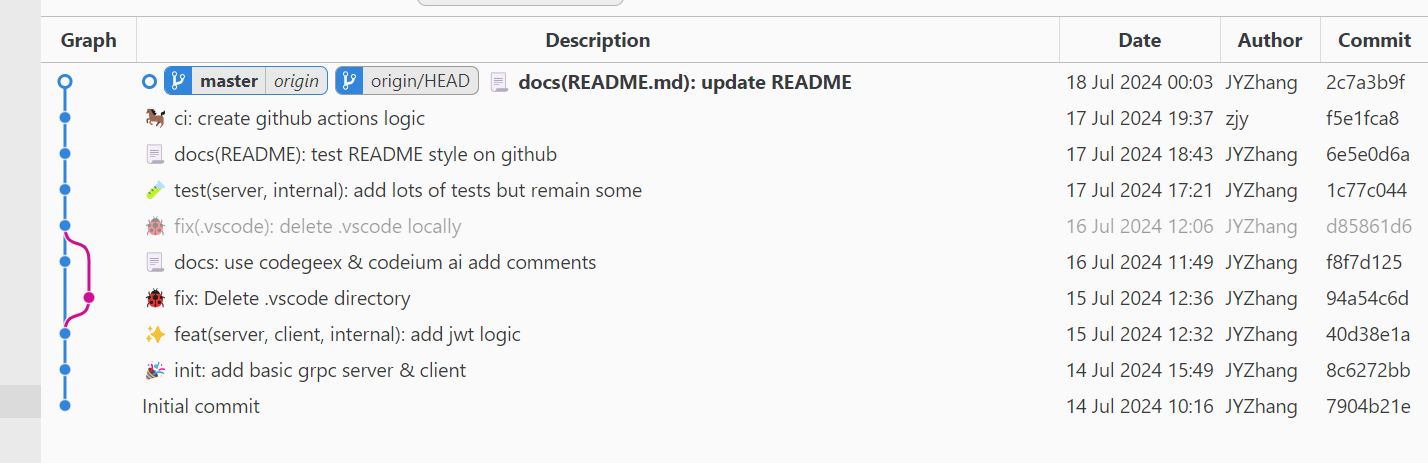 Graph Description Date Author Commit
master origin origin/HEAD docs(README.md): update README 18 Jul 2024 00:03 JYZhang 2c7a3b9f
ci: create github actions logic 17 Jul 2024 19:37 zjy f5e1fca8
docs(README): test README style on github 17 Jul 2024 18:43 JYZhang 6e5e0d6a
test(server, internal): add lots of tests but remain some 17 Jul 2024 17:21 JYZhang 1c77c044
fix(.vscode): delete .vscode locally 16 Jul 2024 12:06 JYZhang d85861d6
docs: use codegeex & codeium ai add comments 16 Jul 2024 11:49 JYZhang f8f7d125
fix: Delete .vscode directory 15 Jul 2024 12:36 JYZhang 94a54c6d
feat(server, client, internal): add jwt logic 15 Jul 2024 12:32 JYZhang 40d38e1a
init: add basic grpc server & client 14 Jul 2024 15:49 JYZhang 8c6272bb
Initial commit 14 Jul 2024 10:16 JYZhang 7904b21e